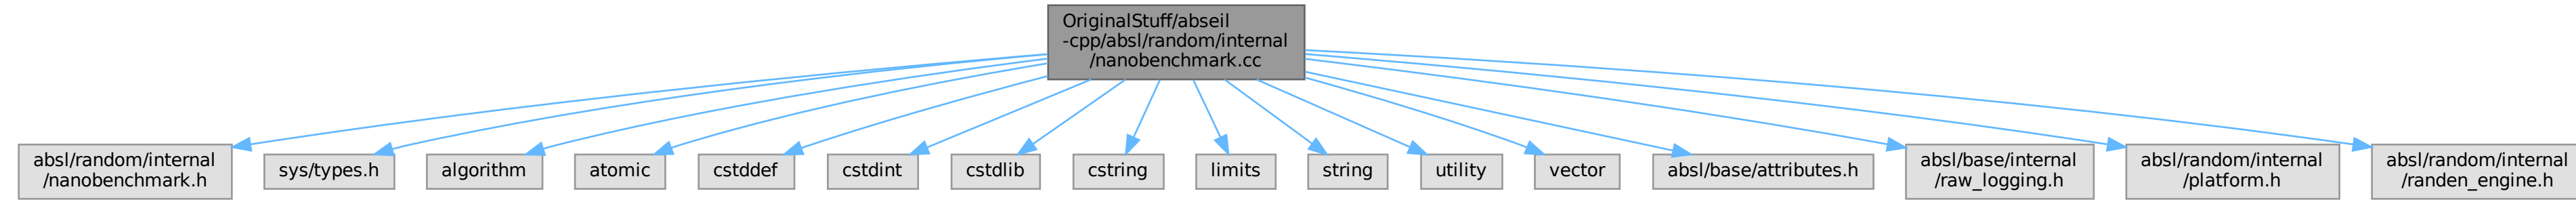 OriginalStuff/abseil
-cpp/absl/random/internal
/nanobenchmark.cc
absl/random/internal
/nanobenchmark.h
sys/types.h
algorithm
atomic
cstddef
cstdint
cstdlib
cstring
limits
string
utility
vector
absl/base/attributes.h
absl/base/internal
/raw_logging.h
absl/random/internal
/platform.h
absl/random/internal
/randen_engine.h